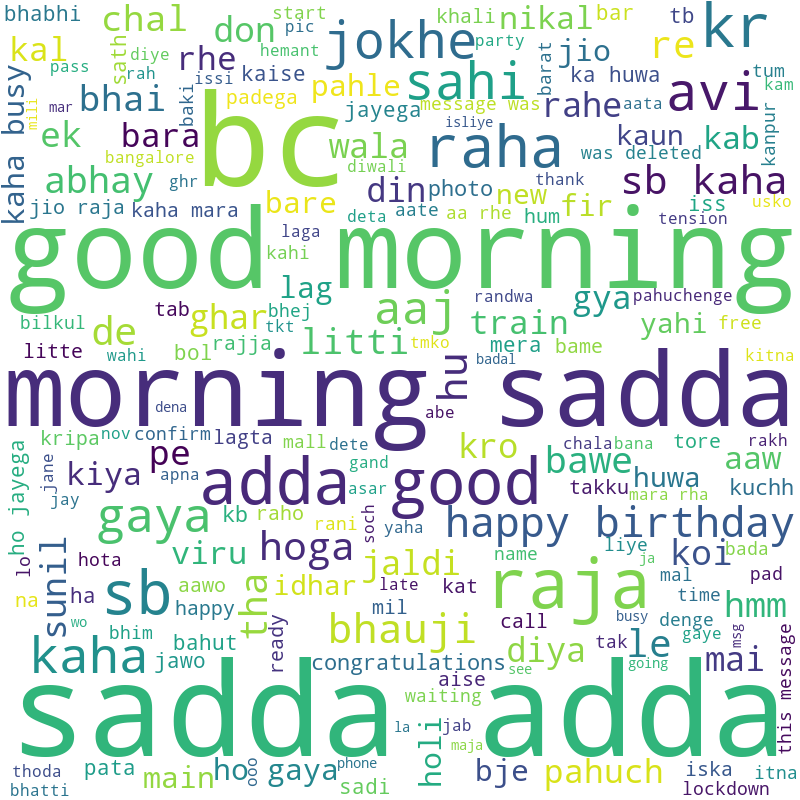 bhabhi chal don start pic khali nikal bar tb kr
kal pass diye rah hemant rhe issi jokhe party jio barat re tum
kaha busy mar mili bhai sath baki kaise padega pahle sahi ka huwa avi kam
ek bara bc jayega message was rahe aata kaun kab kanpur
bangalore wala isliye raha was deleted
abhay ghr diwali din photo thank sb kaha
jio raja kaha mara bare deta aate aa rhe new hum fir iss usko
laga kahi tension
good morning
tab lag bhej aaj randwa gya pahuchenge
bilkul de ghar tkt litti train yahi free
litte wahi bol rajja tmko mera bame kitna
badal
morning hu sadda
dena abe
kripa nov confirm lagta mall dete kro chala bana tore rakh
jane kiya pe apna adda gand good bawe huwa aaw
jay asar takku mara rha kuchh
ho jayega gaya kb raho rani soch happy birthday
lo hota viru hoga yaha jaldi name liye koi ja bada
sunil ha sb aawo tha idhar late kat raja mal pad
na wo happy mil call busy denge time gaye hmm
bhim bahut ready bhauji tak msg
kaha jawo congratulations diya le mai this message
aise see going
waiting
sadda adda
la jab
thoda pata main ho ooo gaya phone sadi holi maja bje pahuch iska itna
bhatti lockdown